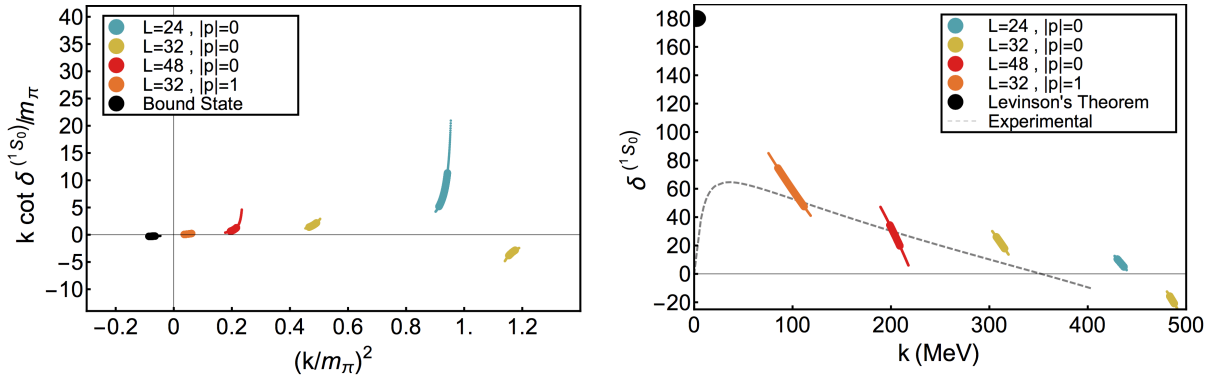 40
35
30
25
20
15
10
5
0
−5
−10
k cot δ (¹S₀)/mπ
L=24 , |p|=0
L=32 , |p|=0
L=48 , |p|=0
L=32 , |p|=1
Bound State
−0.2
0
0.2
0.4
0.6
0.8
1.
1.2
(k/mπ)²
180
160
140
120
100
80
60
40
20
0
−20
δ (¹S₀)
L=24 , |p|=0
L=32 , |p|=0
L=48 , |p|=0
L=32 , |p|=1
Levinson's Theorem
Experimental
0
100
200
300
400
500
k (MeV)